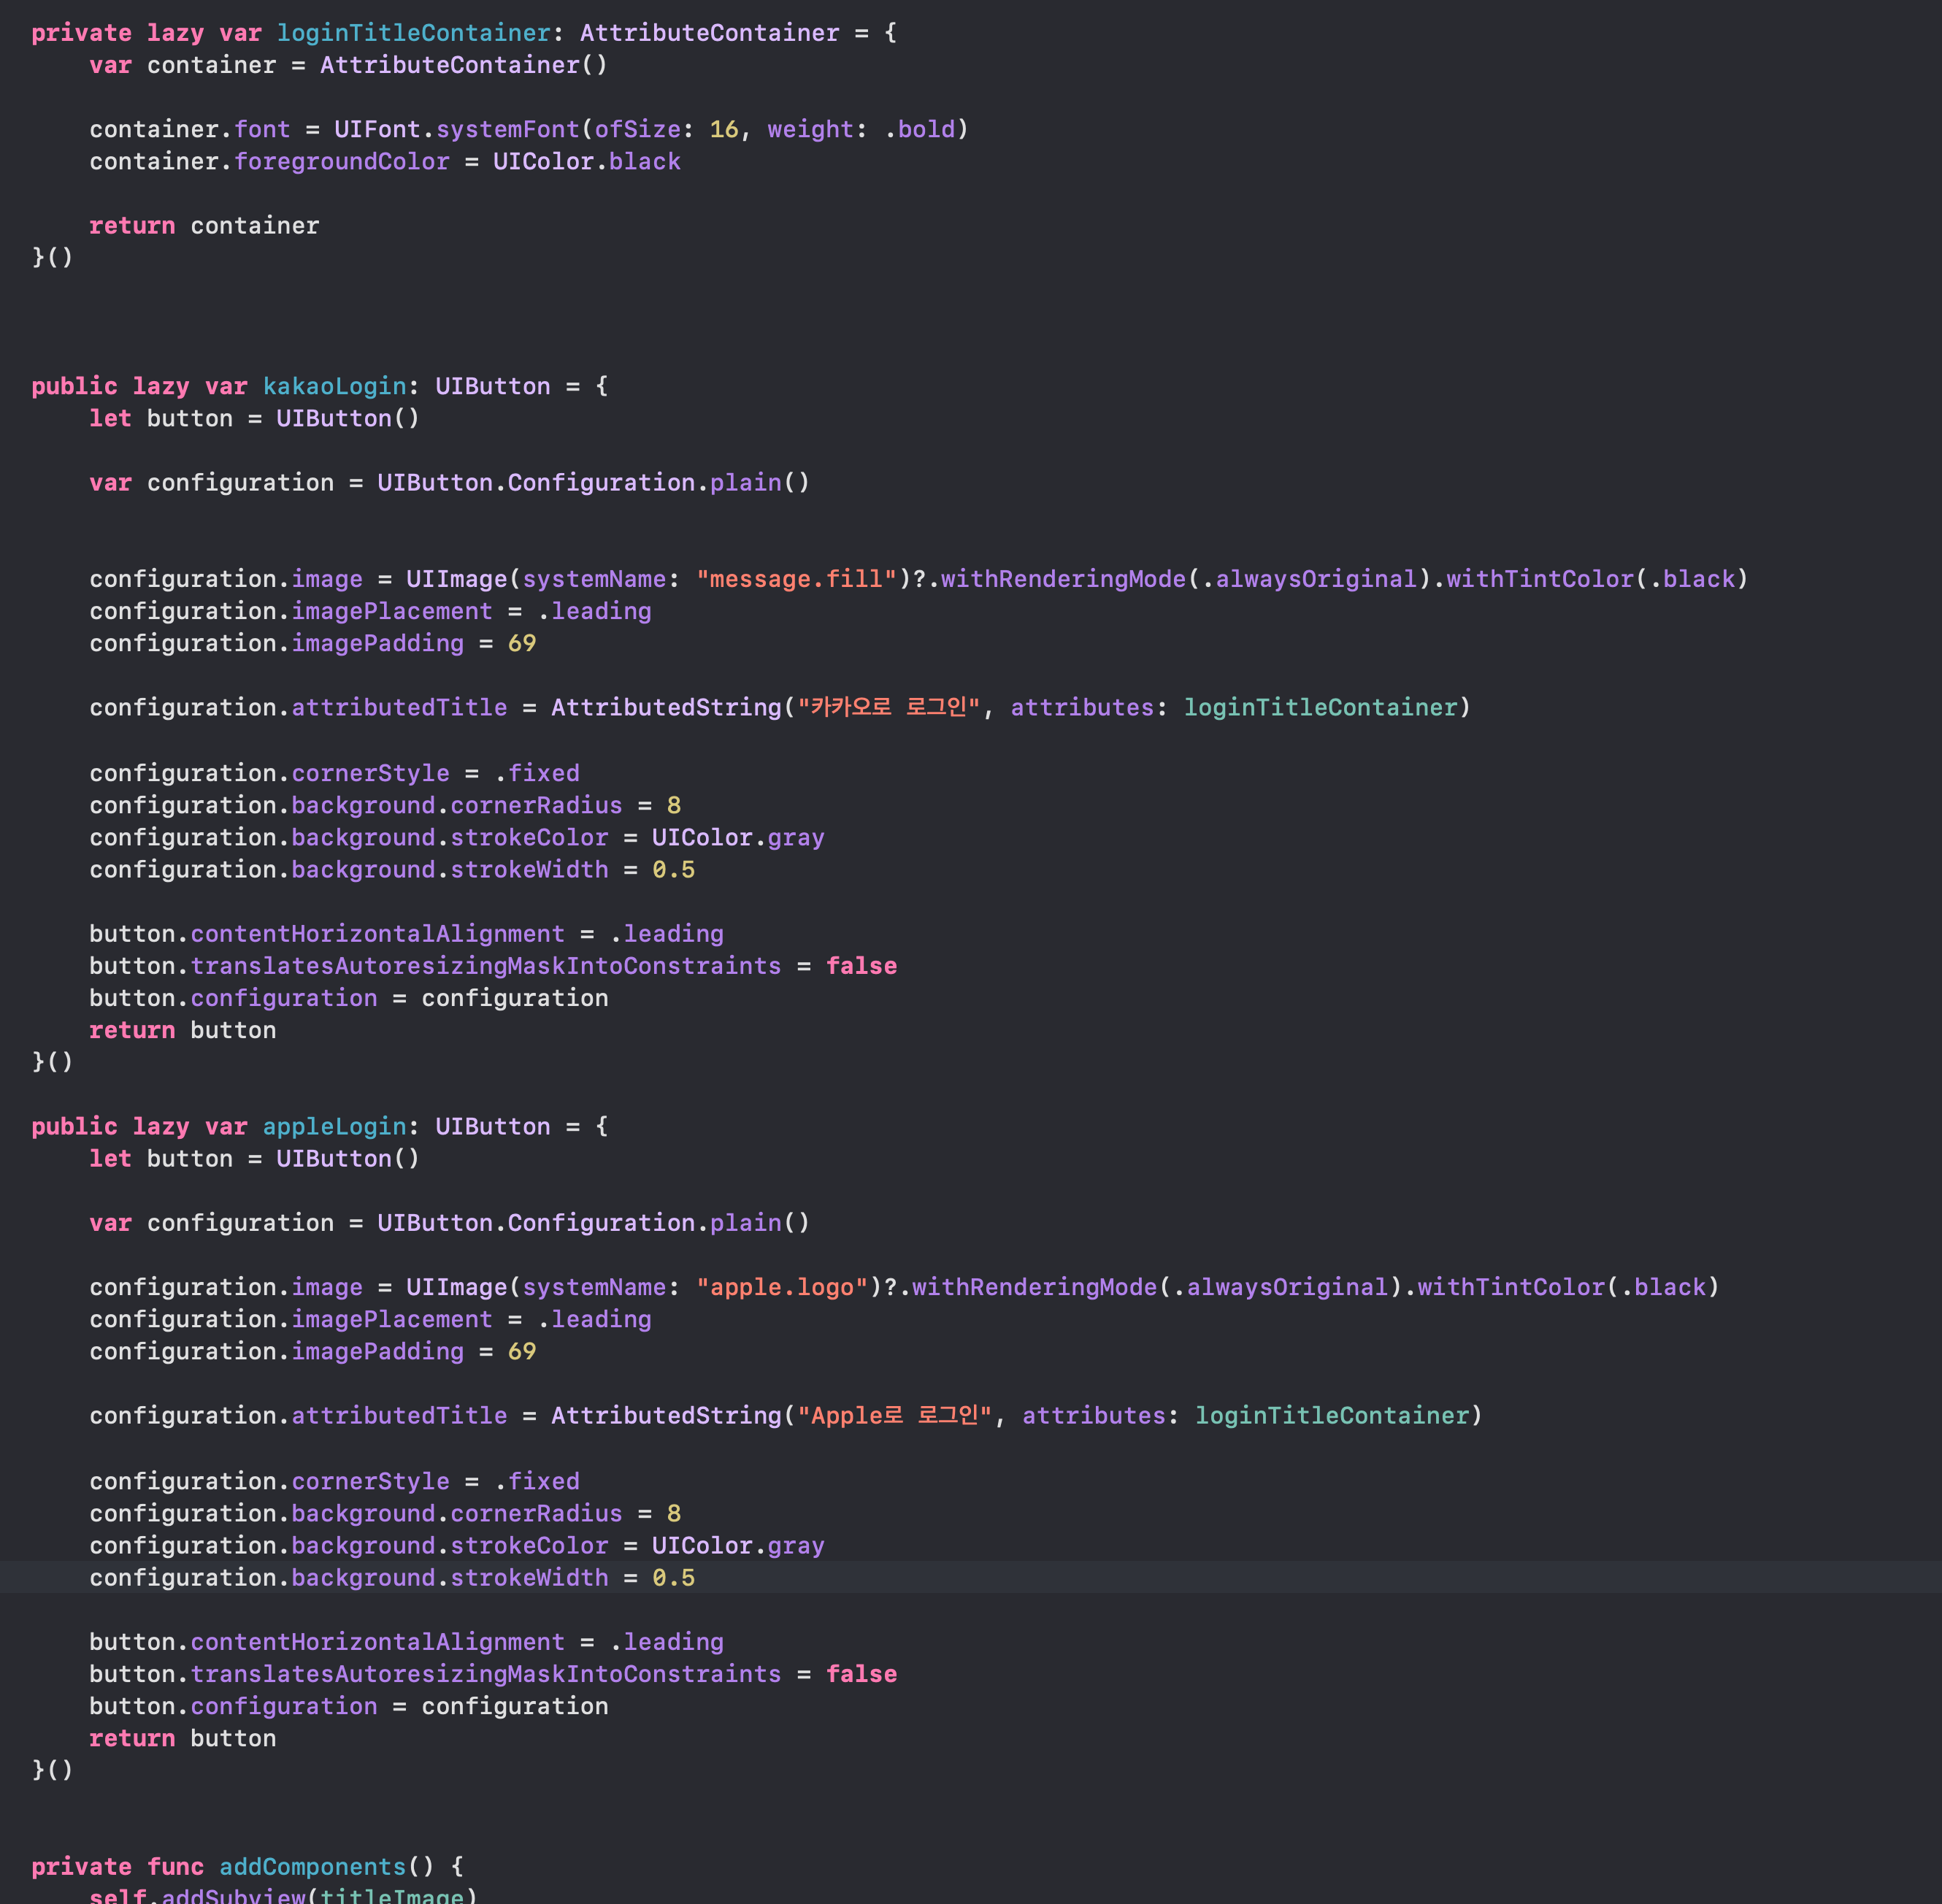 private lazy var loginTitleContainer: AttributeContainer = {
    var container = AttributeContainer()
    container.font = UIFont.systemFont(ofSize: 16, weight: .bold)
    container.foregroundColor = UIColor.black
    return container
}()
public lazy var kakaoLogin: UIButton = {
    let button = UIButton()
    var configuration = UIButton.Configuration.plain()
    configuration.image = UIImage(systemName: "message.fill")?.withRenderingMode(.alwaysOriginal).withTintColor(.black)
    configuration.imagePlacement = .leading
    configuration.imagePadding = 69
    configuration.attributedTitle = AttributedString("카카오로 로그인", attributes: loginTitleContainer)
    configuration.cornerStyle = .fixed
    configuration.background.cornerRadius = 8
    configuration.background.strokeColor = UIColor.gray
    configuration.background.strokeWidth = 0.5
    button.contentHorizontalAlignment = .leading
    button.translatesAutoresizingMaskIntoConstraints = false
    button.configuration = configuration
    return button
}()
public lazy var appleLogin: UIButton = {
    let button = UIButton()
    var configuration = UIButton.Configuration.plain()
    configuration.image = UIImage(systemName: "apple.logo")?.withRenderingMode(.alwaysOriginal).withTintColor(.black)
    configuration.imagePlacement = .leading
    configuration.imagePadding = 69
    configuration.attributedTitle = AttributedString("Apple로 로그인", attributes: loginTitleContainer)
    configuration.cornerStyle = .fixed
    configuration.background.cornerRadius = 8
    configuration.background.strokeColor = UIColor.gray
    configuration.background.strokeWidth = 0.5
    button.contentHorizontalAlignment = .leading
    button.translatesAutoresizingMaskIntoConstraints = false
    button.configuration = configuration
    return button
}()
private func addComponents() {
    self.addSubview(titleImage)